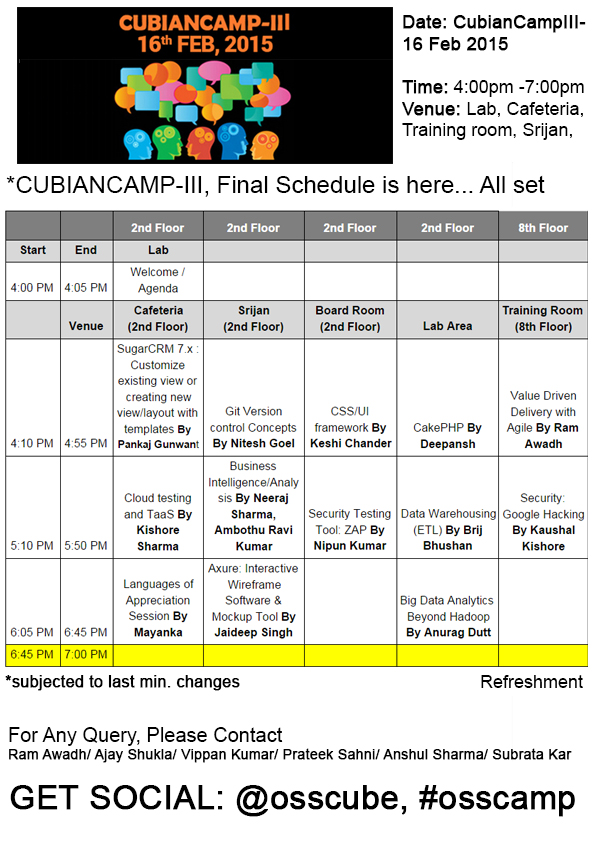 CUBIANCAMP-III
16th FEB, 2015
Date: CubianCampIII-
16 Feb 2015
Time: 4:00pm -7:00pm
Venue: Lab, Cafeteria,
Training room, Srijan,
*CUBIANCAMP-III, Final Schedule is here... All set
2nd Floor 2nd Floor 2nd Floor 2nd Floor 8th Floor
Start End Lab
4:00 PM 4:05 PM Welcome /
Agenda
Venue Cafeteria
(2nd Floor)
Srijan
(2nd Floor)
Board Room
(2nd Floor)
Lab Area
Training Room
(8th Floor)
4:10 PM 4:55 PM
SugarCRM 7.x :
Customize
existing view or
creating new
view/layout with
templates By
Pankaj Gunwant
Git Version
control Concepts
By Nitesh Goel
CSS/UI
framework By
Keshi Chander
CakePHP By
Deepansh
Value Driven
Delivery with
Agile By Ram
Awadh
5:10 PM 5:50 PM
Cloud testing
and TaaS By
Kishore
Sharma
Business
Intelligence/Analy
sis By Neeraj
Sharma,
Ambothu Ravi
Kumar
Security Testing
Tool: ZAP By
Nipun Kumar
Data Warehousing
(ETL) By Brij
Bhushan
Security:
Google Hacking
By Kaushal
Kishore
6:05 PM 6:45 PM
Languages of
Appreciation
Session By
Mayanka
Axure: Interactive
Wireframe
Software &
Mockup Tool By
Jaideep Singh
Big Data Analytics
Beyond Hadoop
By Anurag Dutt
6:45 PM 7:00 PM
*subjected to last min. changes
Refreshment
For Any Query, Please Contact
Ram Awadh/ Ajay Shukla/ Vippan Kumar/ Prateek Sahni/ Anshul Sharma/ Subrata Kar
GET SOCIAL: @osscube, #osscamp